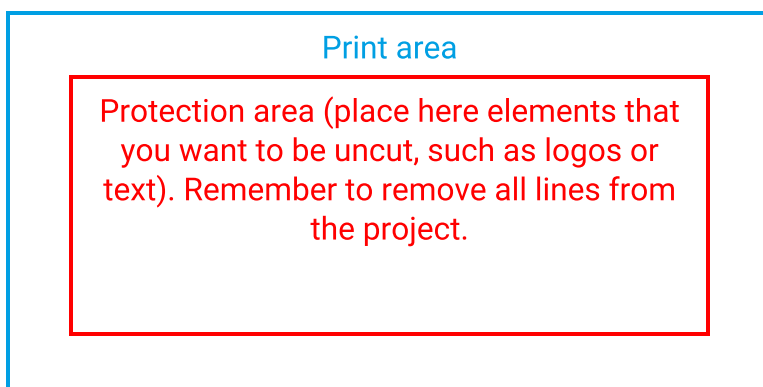 Print area
Protection area (place here elements that
you want to be uncut, such as logos or
text). Remember to remove all lines from
the project.